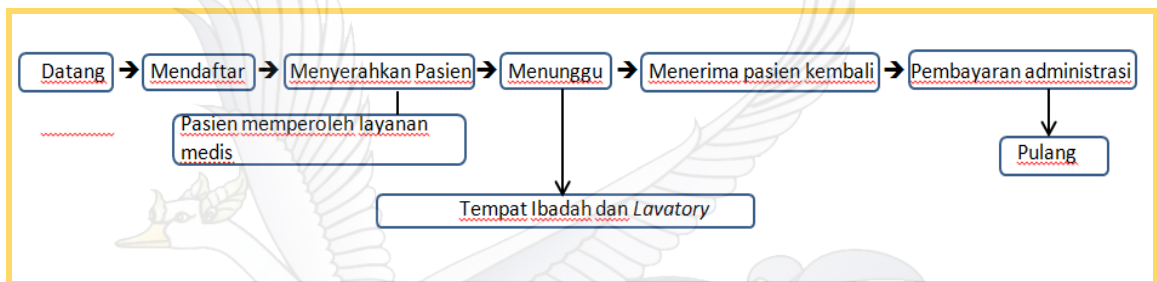 Datang ➔ Mendaftar ➔ Menyerahkan Pasien ➔ Menunggu ➔ Menerima pasien kembali ➔ Pembayaran administrasi
Pasien memperoleh layanan
medis
Pulang
Tempat Ibadah dan Lavatory